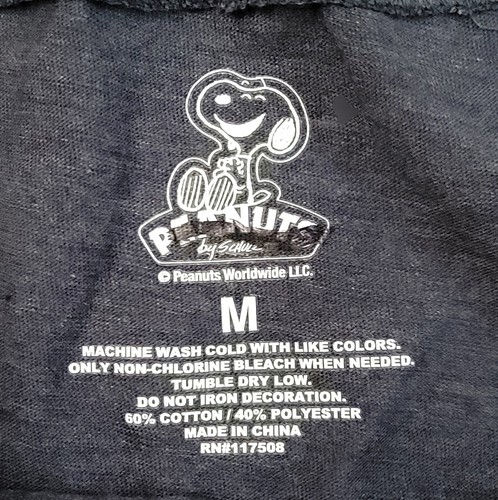 PEANUTS
by SCHULZ
© Peanuts Worldwide LLC.
M
MACHINE WASH COLD WITH LIKE COLORS.
ONLY NON-CHLORINE BLEACH WHEN NEEDED.
TUMBLE DRY LOW.
DO NOT IRON DECORATION.
60% COTTON / 40% POLYESTER
MADE IN CHINA
RN#117508